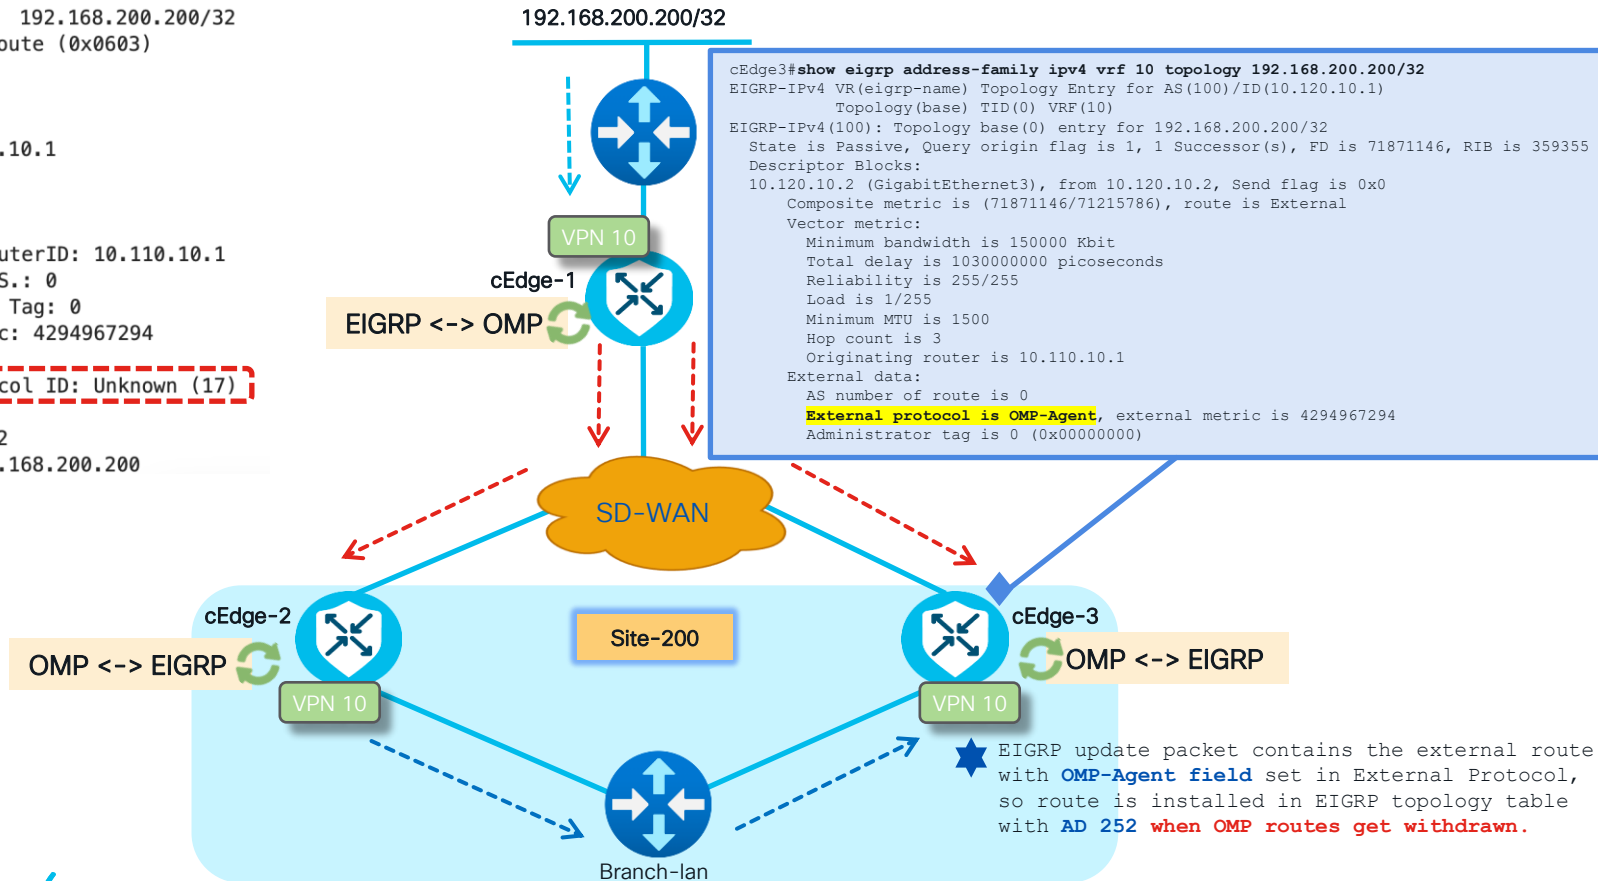 192.168.200.200/32
oute (0x0603)
.10.1
uterID: 10.110.10.1
S.: 0
Tag: 0
c: 4294967294
col ID: Unknown (17)
2
.168.200.200
192.168.200.200/32
cEdge3#show eigrp address-family ipv4 vrf 10 topology 192.168.200.200/32
EIGRP-IPv4 VR(eigrp-name) Topology Entry for AS(100)/ID(10.120.10.1)
Topology(base) TID(0) VRF(10)
EIGRP-IPv4(100): Topology base(0) entry for 192.168.200.200/32
State is Passive, Query origin flag is 1, 1 Successor(s), FD is 71871146, RIB is 359355
Descriptor Blocks:
10.120.10.2 (GigabitEthernet3), from 10.120.10.2, Send flag is 0x0
Composite metric is (71871146/71215786), route is External
Vector metric:
Minimum bandwidth is 150000 Kbit
Total delay is 1030000000 picoseconds
Reliability is 255/255
Load is 1/255
Minimum MTU is 1500
Hop count is 3
Originating router is 10.110.10.1
External data:
AS number of route is 0
External protocol is OMP-Agent, external metric is 4294967294
Administrator tag is 0 (0x00000000)
VPN 10
cEdge-1
EIGRP <-> OMP
SD-WAN
cEdge-2
Site-200
cEdge-3
OMP <-> EIGRP
OMP <-> EIGRP
VPN 10
VPN 10
EIGRP update packet contains the external route
with OMP-Agent field set in External Protocol,
so route is installed in EIGRP topology table
with AD 252 when OMP routes get withdrawn.
Branch-lan